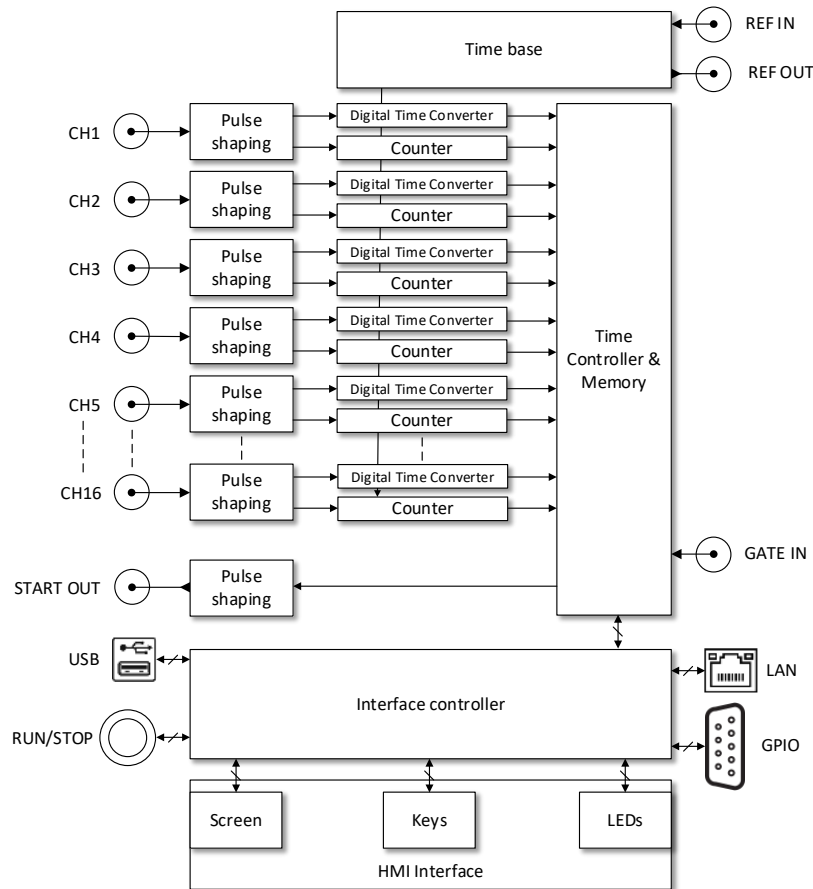 Time base
REF IN
REF OUT
CH1
Pulse
shaping
Digital Time Converter
Counter
CH2
Pulse
shaping
Digital Time Converter
Counter
CH3
Pulse
shaping
Digital Time Converter
Counter
CH4
Pulse
shaping
Digital Time Converter
Counter
Time
Controller &
Memory
CH5
Pulse
shaping
Digital Time Converter
Counter
CH16
Pulse
shaping
Digital Time Converter
Counter
GATE IN
START OUT
Pulse
shaping
USB
LAN
Interface controller
RUN/STOP
GPIO
Screen
Keys
LEDs
HMI Interface